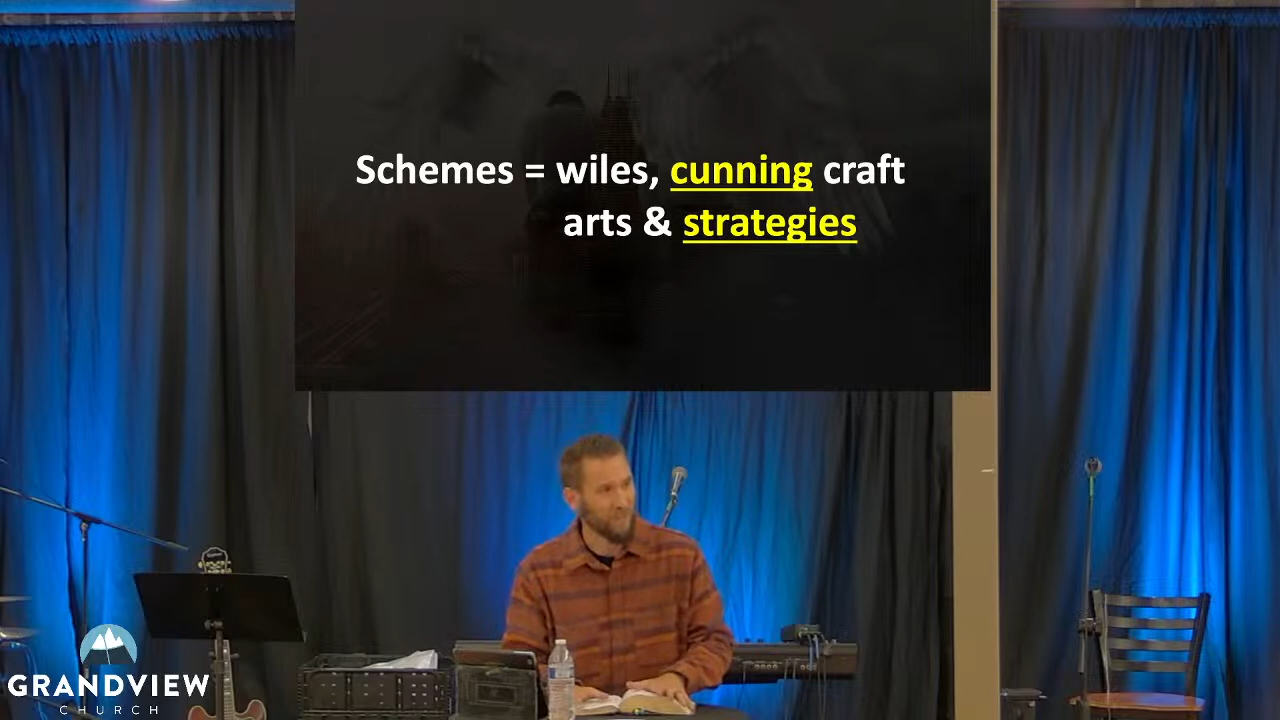 Schemes = wiles, cunning craft
arts & strategies
GRANDVIEW
CHURCH